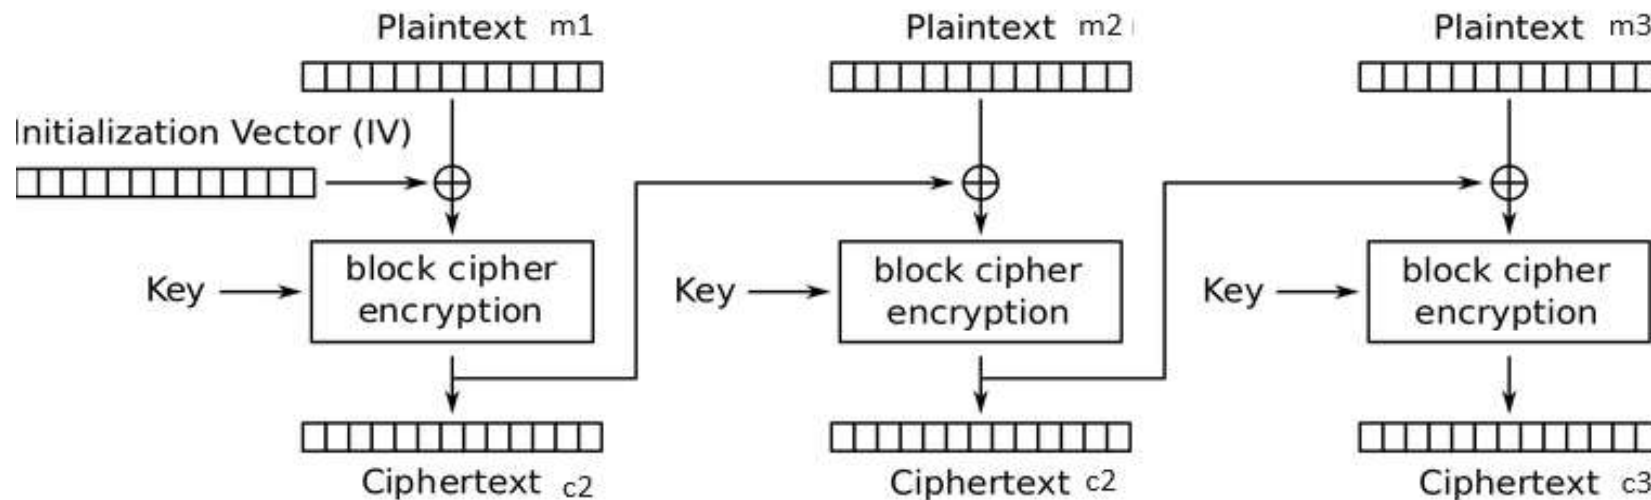 Plaintext m1
Plaintext m2
Plaintext m3
Initialization Vector (IV)
Key
block cipher
encryption
Key
block cipher
encryption
Key
block cipher
encryption
Ciphertext c2
Ciphertext c2
Ciphertext c3